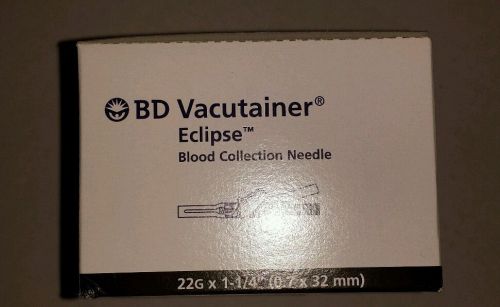 BD Vacutainer®
Eclipse™
Blood Collection Needle
22G x 1-1/4" (0.7 x 32 mm)